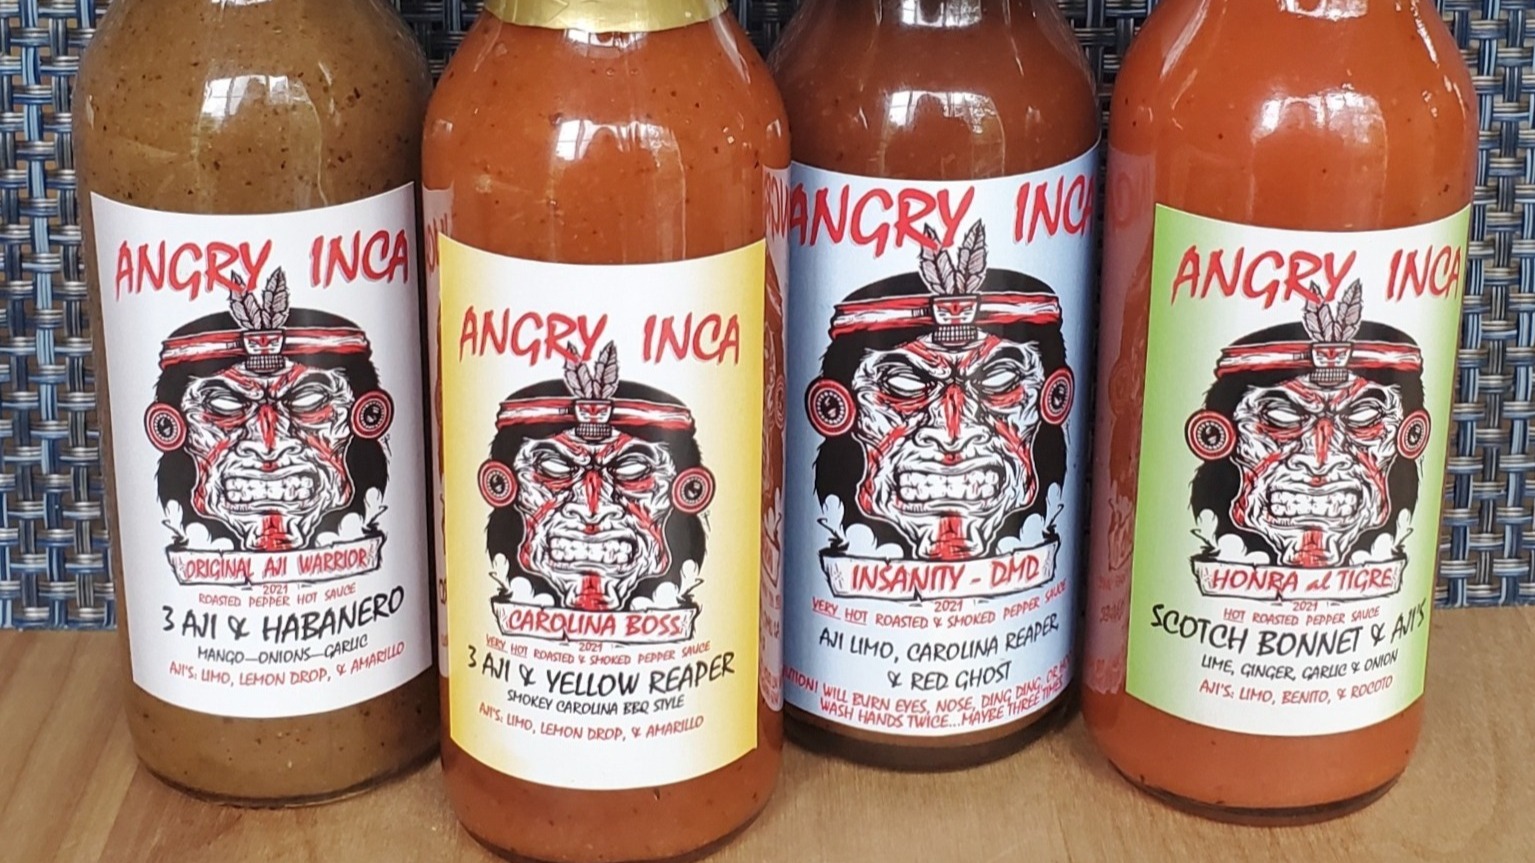 ANGRY INCA
ORIGINAL AJI WARRIOR
2021
ROASTED PEPPER HOT SAUCE
3 AJI & HABANERO
MANGO—ONIONS—GARLIC
AJI'S: LIMO, LEMON DROP, & AMARILLO
ANGRY INCA
CAROLINA BOSS
2021
VERY HOT ROASTED & SMOKED PEPPER SAUCE
3 AJI & YELLOW REAPER
SMOKEY CAROLINA BBQ STYLE
AJI'S: LIMO, LEMON DROP, & AMARILLO
ANGRY INCA
INSANITY - DMD
2021
VERY HOT ROASTED & SMOKED PEPPER SAUCE
AJI LIMO, CAROLINA REAPER
& RED GHOST
WILL BURN EYES, NOSE, DING DING, OR
WASH HANDS TWICE...MAYBE THREE TIMES
ANGRY INCA
HONRA al TIGRE
2021
HOT ROASTED PEPPER SAUCE
SCOTCH BONNET & AJI'S
LIME, GINGER, GARLIC & ONION
AJI'S: LIMO, BENITO, & ROCOTO